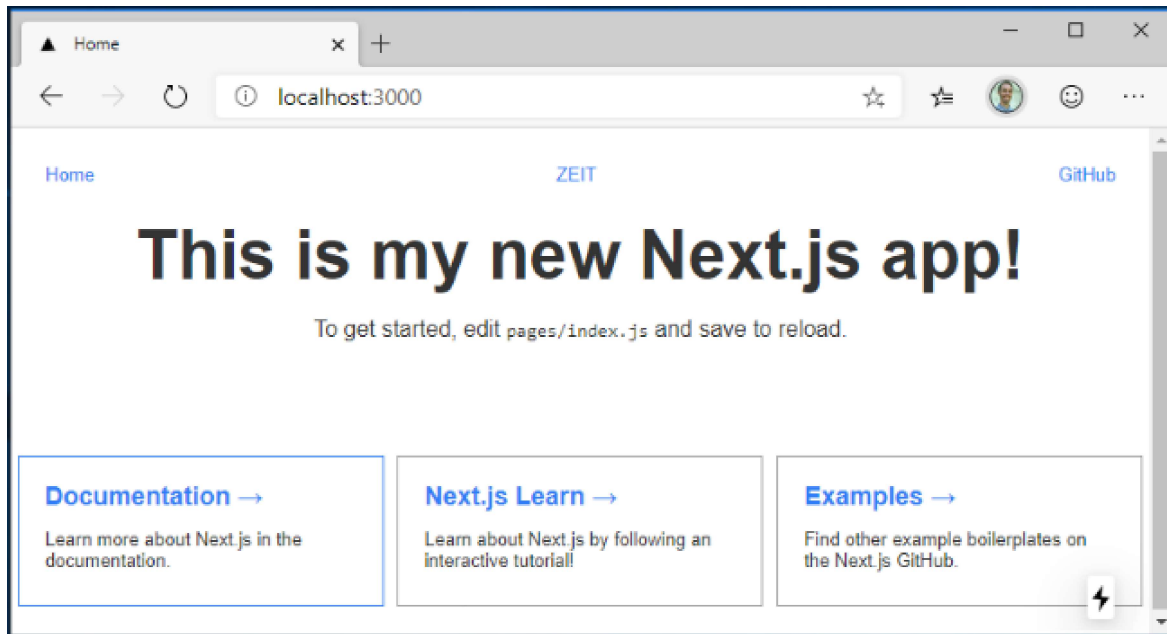 Home
localhost:3000
Home ZEIT GitHub
This is my new Next.js app!
To get started, edit pages/index.js and save to reload.
Documentation →
Learn more about Next.js in the
documentation.
Next.js Learn →
Learn about Next.js by following an
interactive tutorial!
Examples →
Find other example boilerplates on
the Next.js GitHub.